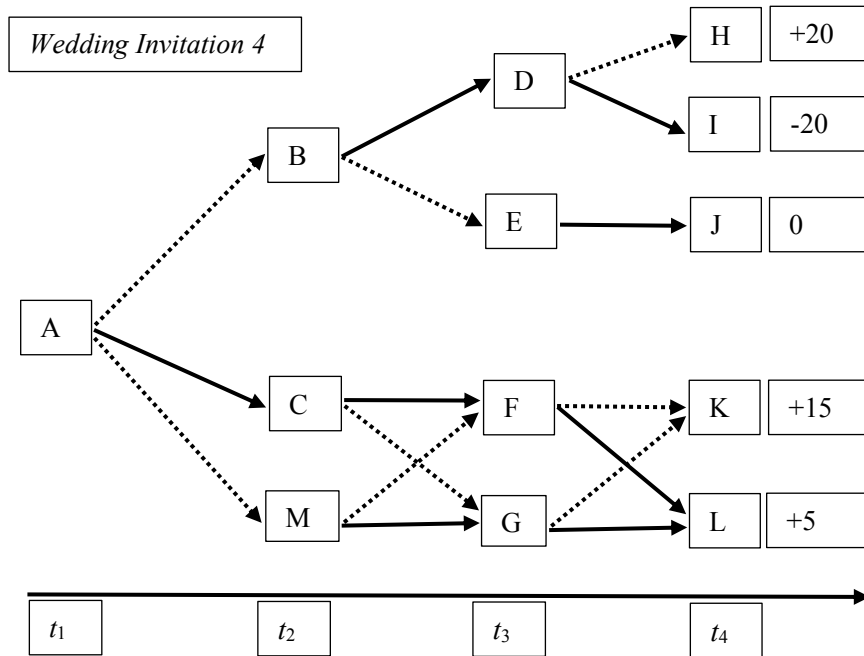 Wedding Invitation 4
H +20
D
I -20
B
E J 0
A
C F K +15
M G L +5
t1 t2 t3 t4